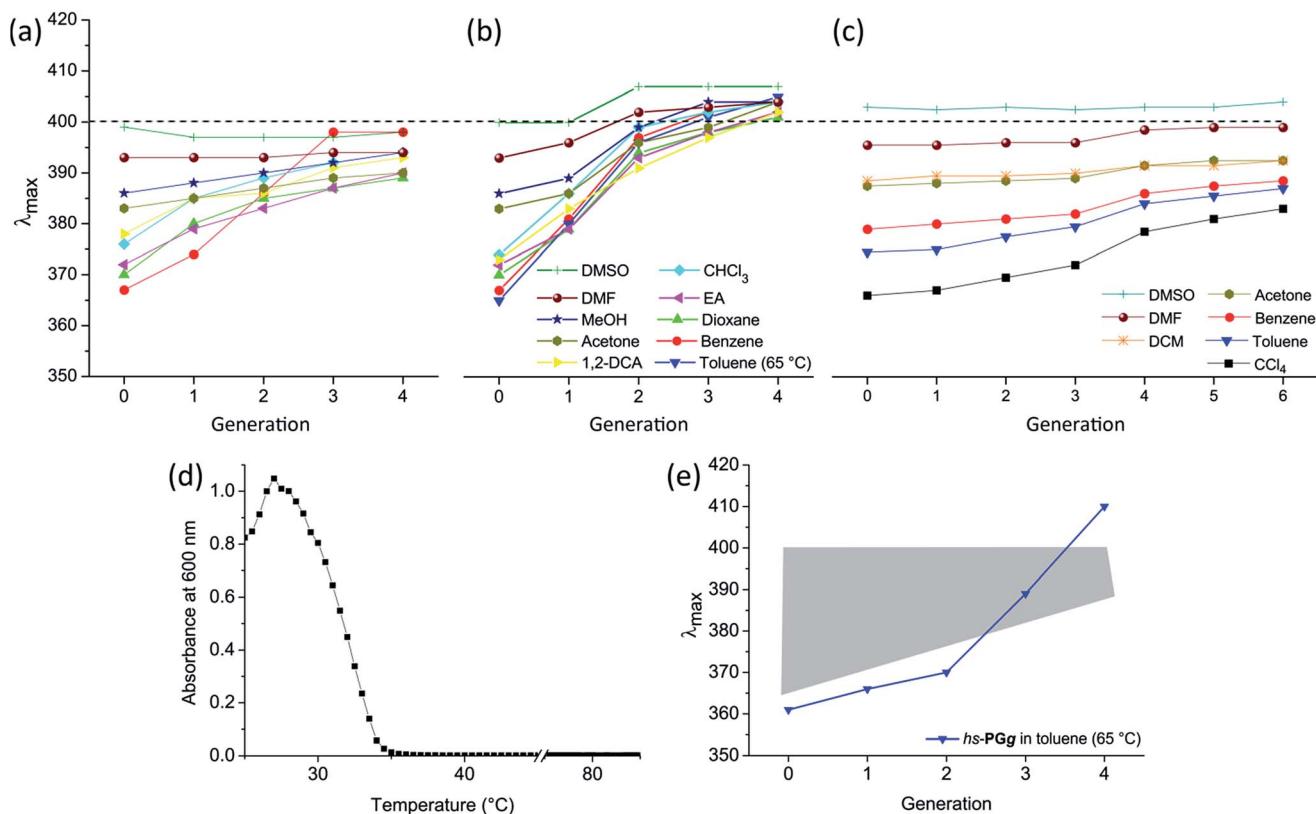 (a)
420
410
400
390
380
370
360
350
λmax
0 1 2 3 4
Generation
(b)
DMSO
DMF
MeOH
Acetone
1,2-DCA
CHCl3
EA
Dioxane
Benzene
Toluene (65 °C)
0 1 2 3 4
Generation
(c)
DMSO
DMF
DCM
Acetone
Benzene
Toluene
CCl4
0 1 2 3 4 5 6
Generation
(d)
1.0
0.8
0.6
0.4
0.2
0.0
Absorbance at 600 nm
30 40 80
Temperature (°C)
(e)
420
410
400
390
380
370
360
350
λmax
hs-PGg in toluene (65 °C)
0 1 2 3 4
Generation